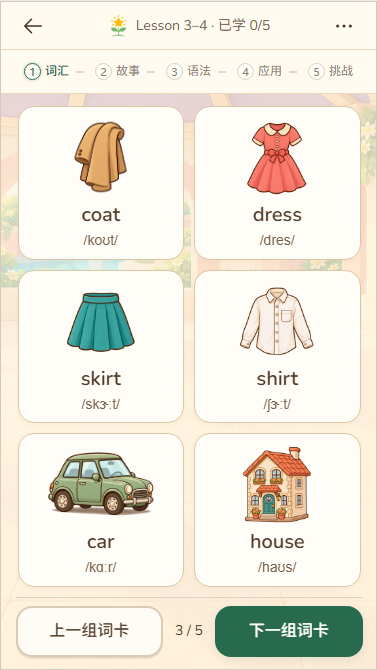 Lesson 3–4 · 已学 0/5
1 词汇 – 2 故事 – 3 语法 – 4 应用 – 5 挑战
coat dress
/koʊt/ /dres/
skirt shirt
/skɝːt/ /ʃɝːt/
car house
/kɑːr/ /haʊs/
上一组词卡 3 / 5 下一组词卡